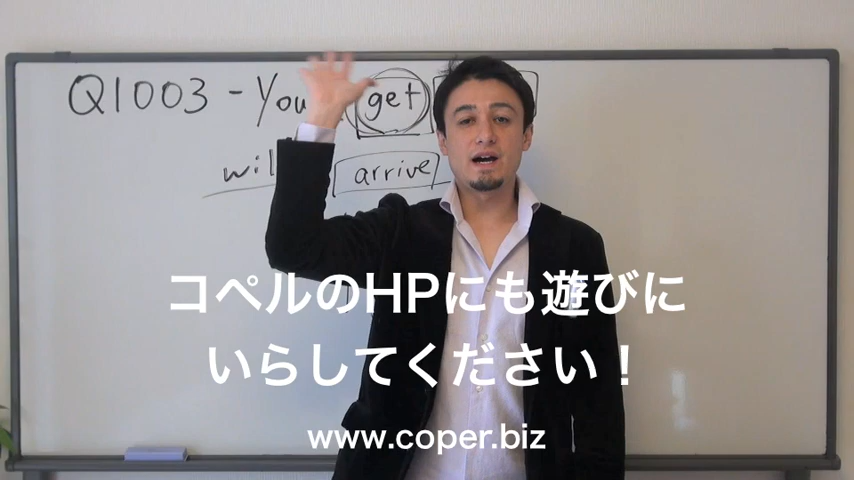 Q1003 - You get
will arrive
コペルのHPにも遊びに
いらしてください！
www.coper.biz